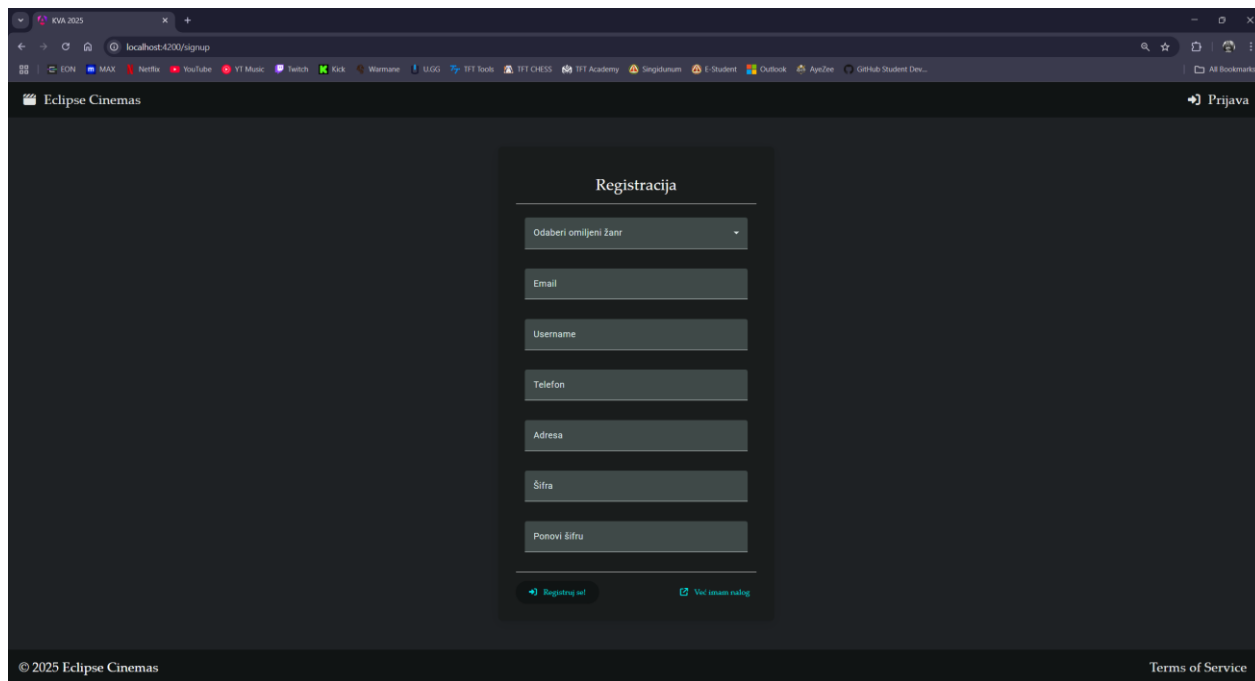 KVA 2025
localhost:4200/signup
EON MAX Netflix YouTube YT Music Twitch Kick Warmane U.GG TFT Tools TFT CHESS TFT Academy Singidunum E-Student Outlook AyeZee GitHub Student Dev... All Bookmarks
Eclipse Cinemas Prijava
Registracija
Odaberi omiljeni žanr
Email
Username
Telefon
Adresa
Šifra
Ponovi šifru
Registruj se! Već imam nalog
© 2025 Eclipse Cinemas Terms of Service